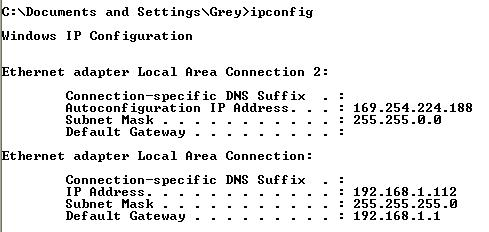 C:\Documents and Settings\Grey>ipconfig
Windows IP Configuration
Ethernet adapter Local Area Connection 2:
Connection-specific DNS Suffix . :
Autoconfiguration IP Address. . . : 169.254.224.188
Subnet Mask . . . . . . . . . . . : 255.255.0.0
Default Gateway . . . . . . . . . :
Ethernet adapter Local Area Connection:
Connection-specific DNS Suffix . :
IP Address. . . . . . . . . . . . : 192.168.1.112
Subnet Mask . . . . . . . . . . . : 255.255.255.0
Default Gateway . . . . . . . . . : 192.168.1.1